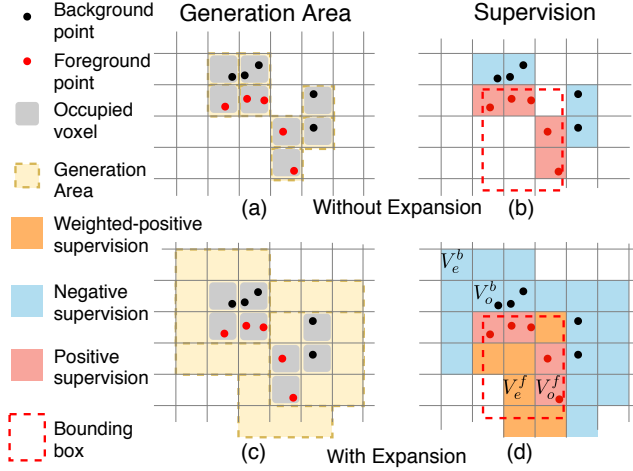 Generation Area
Supervision
Background
point
Foreground
point
Occupied
voxel
Generation
Area
Weighted-positive
supervision
Negative
supervision
Positive
supervision
Bounding
box
(a)
Without Expansion
(b)
V_e^b
V_o^b
V_e^f
V_o^f
(c)
With Expansion
(d)